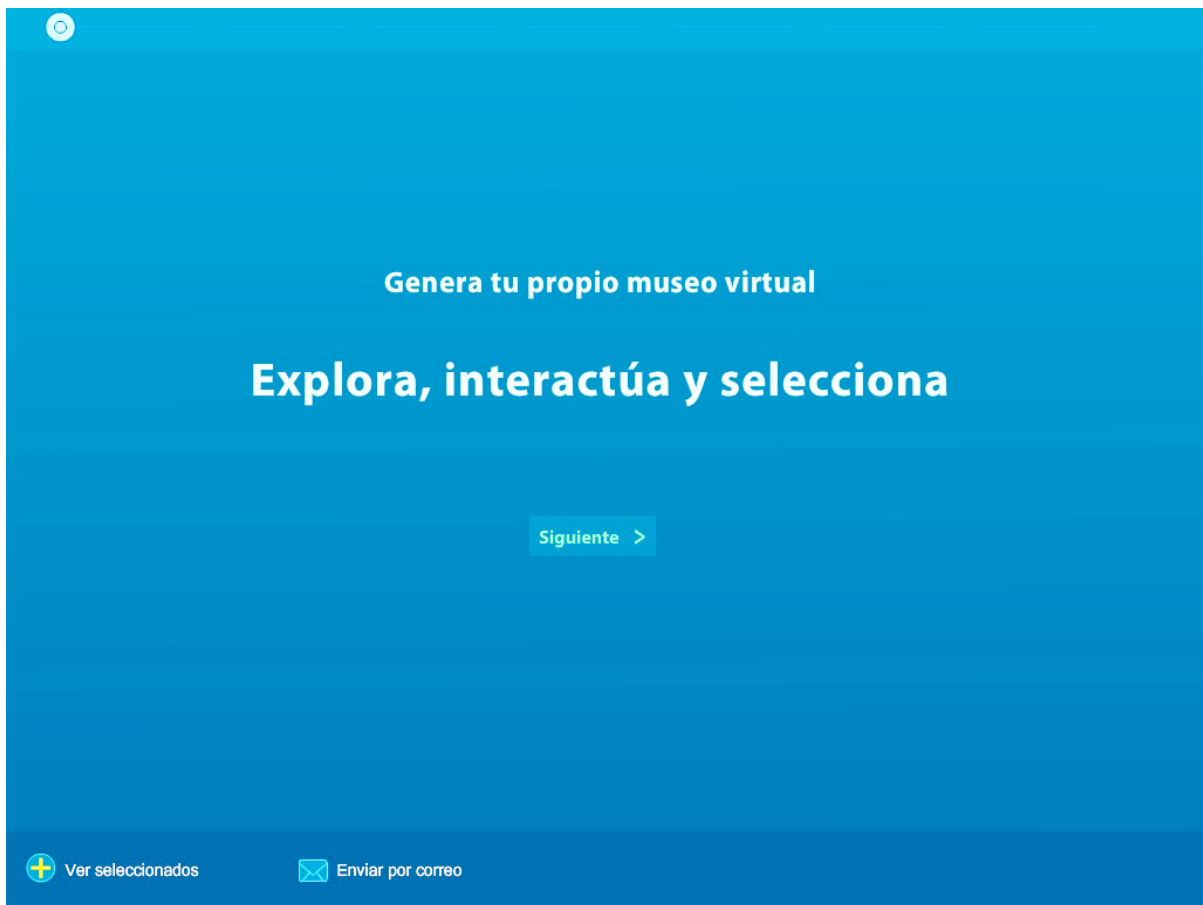 Genera tu propio museo virtual
Explora, interactúa y selecciona
Siguiente >
Ver seleccionados
Enviar por correo